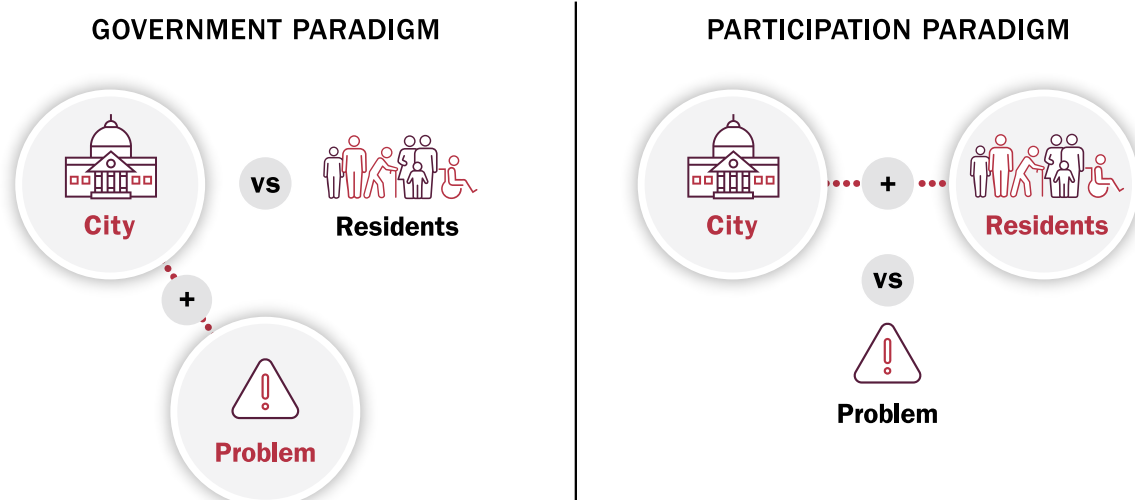 GOVERNMENT PARADIGM
City
vs
Residents
+
Problem
PARTICIPATION PARADIGM
City
+
Residents
vs
Problem